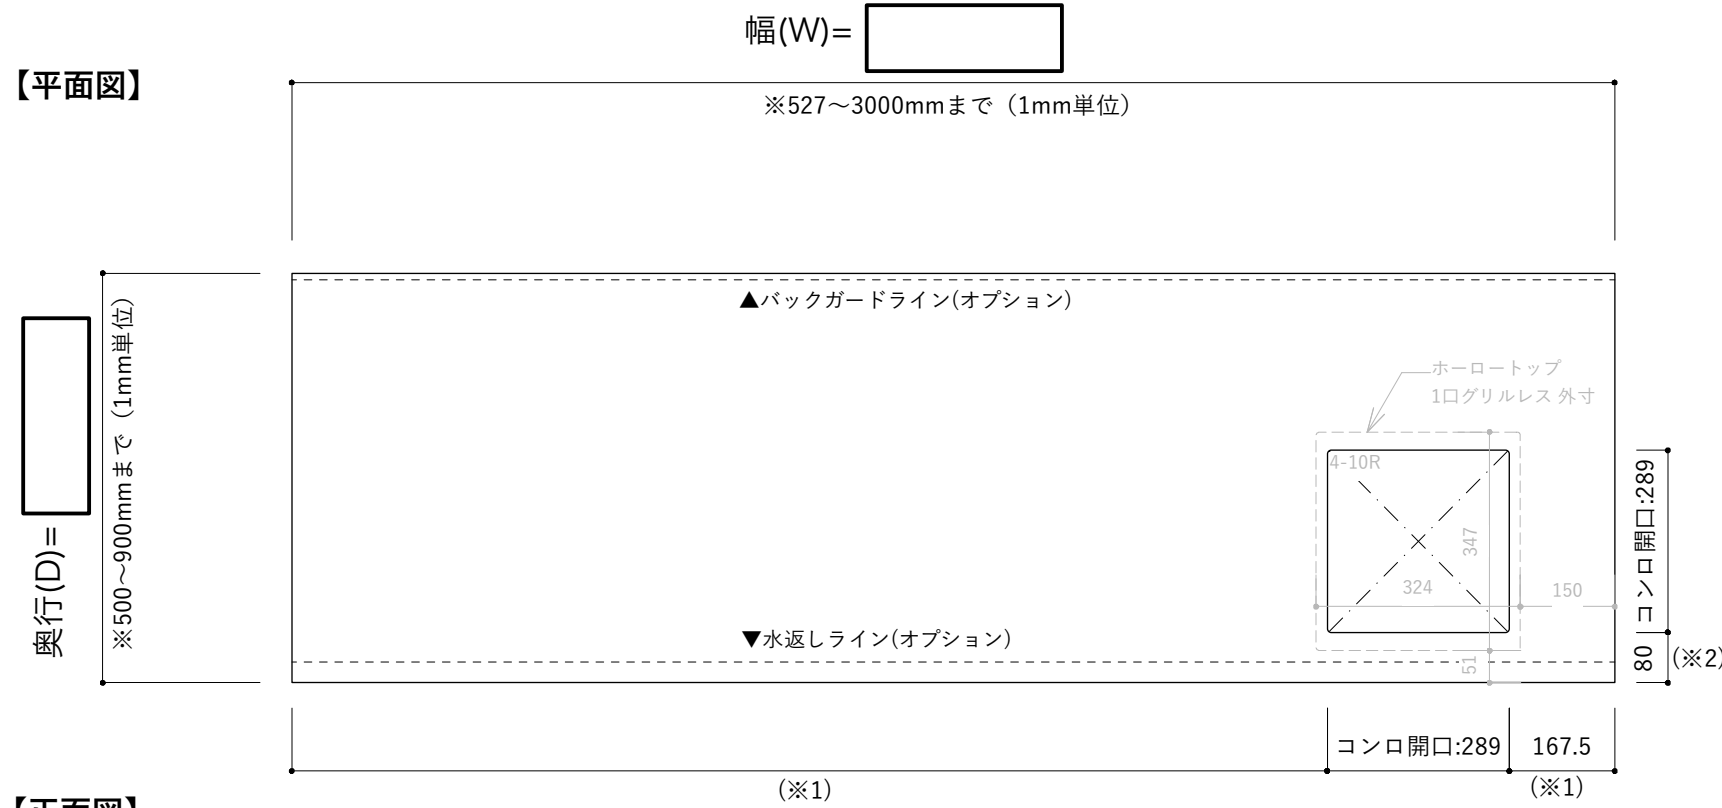 幅(W)=
【平面図】
※527～3000mmまで（1mm単位）
▲バックガードライン(オプション)
※500～900mmまで（1mm単位）
奥行(D)=
ホーロートップ
1口グリルレス 外寸
4-10R
コンロ開口:289
347
324
150
▼水返しライン(オプション)
51
80
(※2)
コンロ開口:289
167.5
(※1)
(※1)
【平面図】